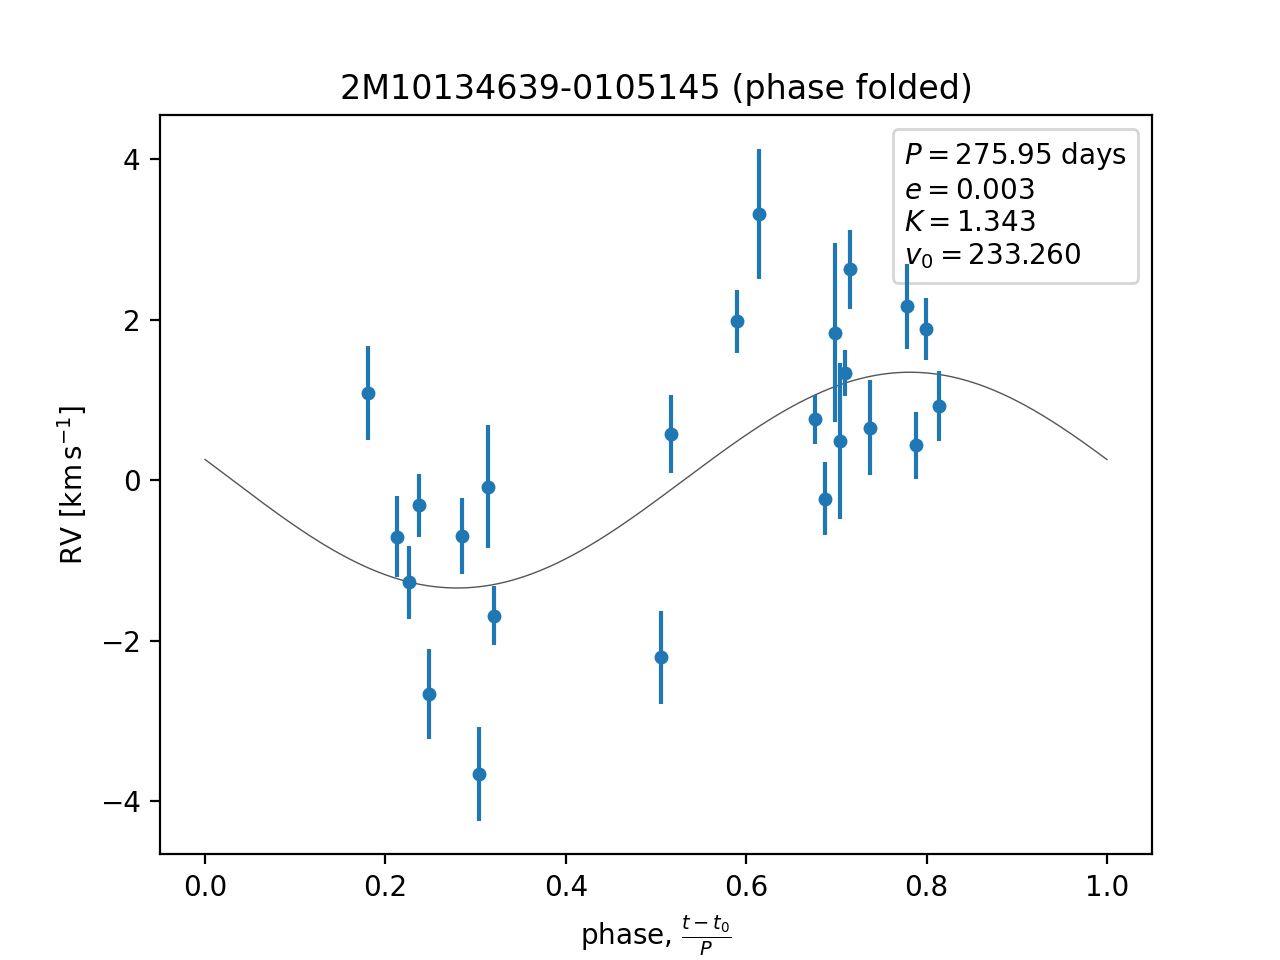 2M10134639-0105145 (phase folded)
P = 275.95 days
e = 0.003
K = 1.343
v₀ = 233.260
4
2
0
−2
−4
RV [km s⁻¹]
0.0 0.2 0.4 0.6 0.8 1.0
phase, (t − t₀)/P